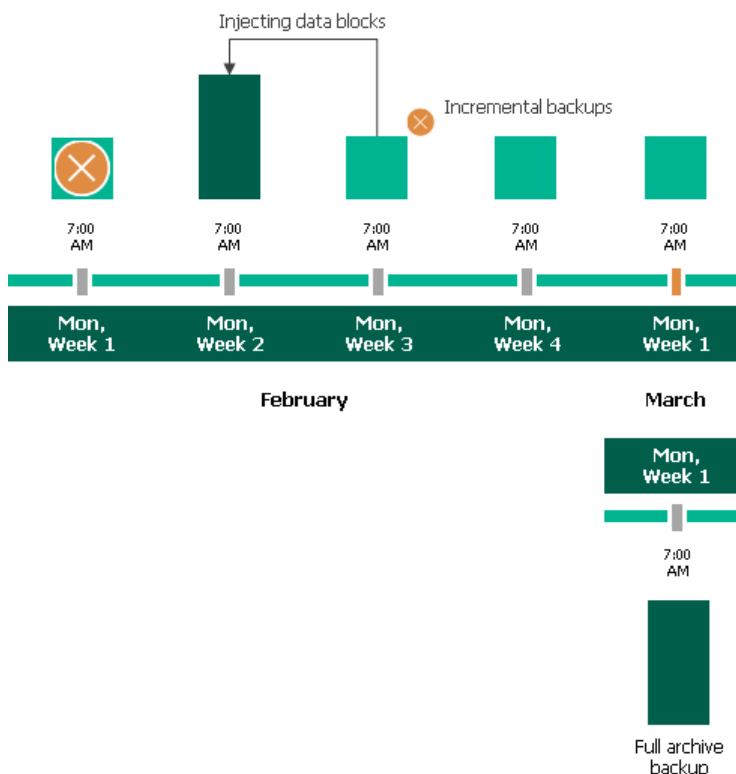 Injecting data blocks
Incremental backups
7:00
AM
7:00
AM
7:00
AM
7:00
AM
7:00
AM
Mon,
Week 1
Mon,
Week 2
Mon,
Week 3
Mon,
Week 4
Mon,
Week 1
February
March
Mon,
Week 1
7:00
AM
Full archive
backup